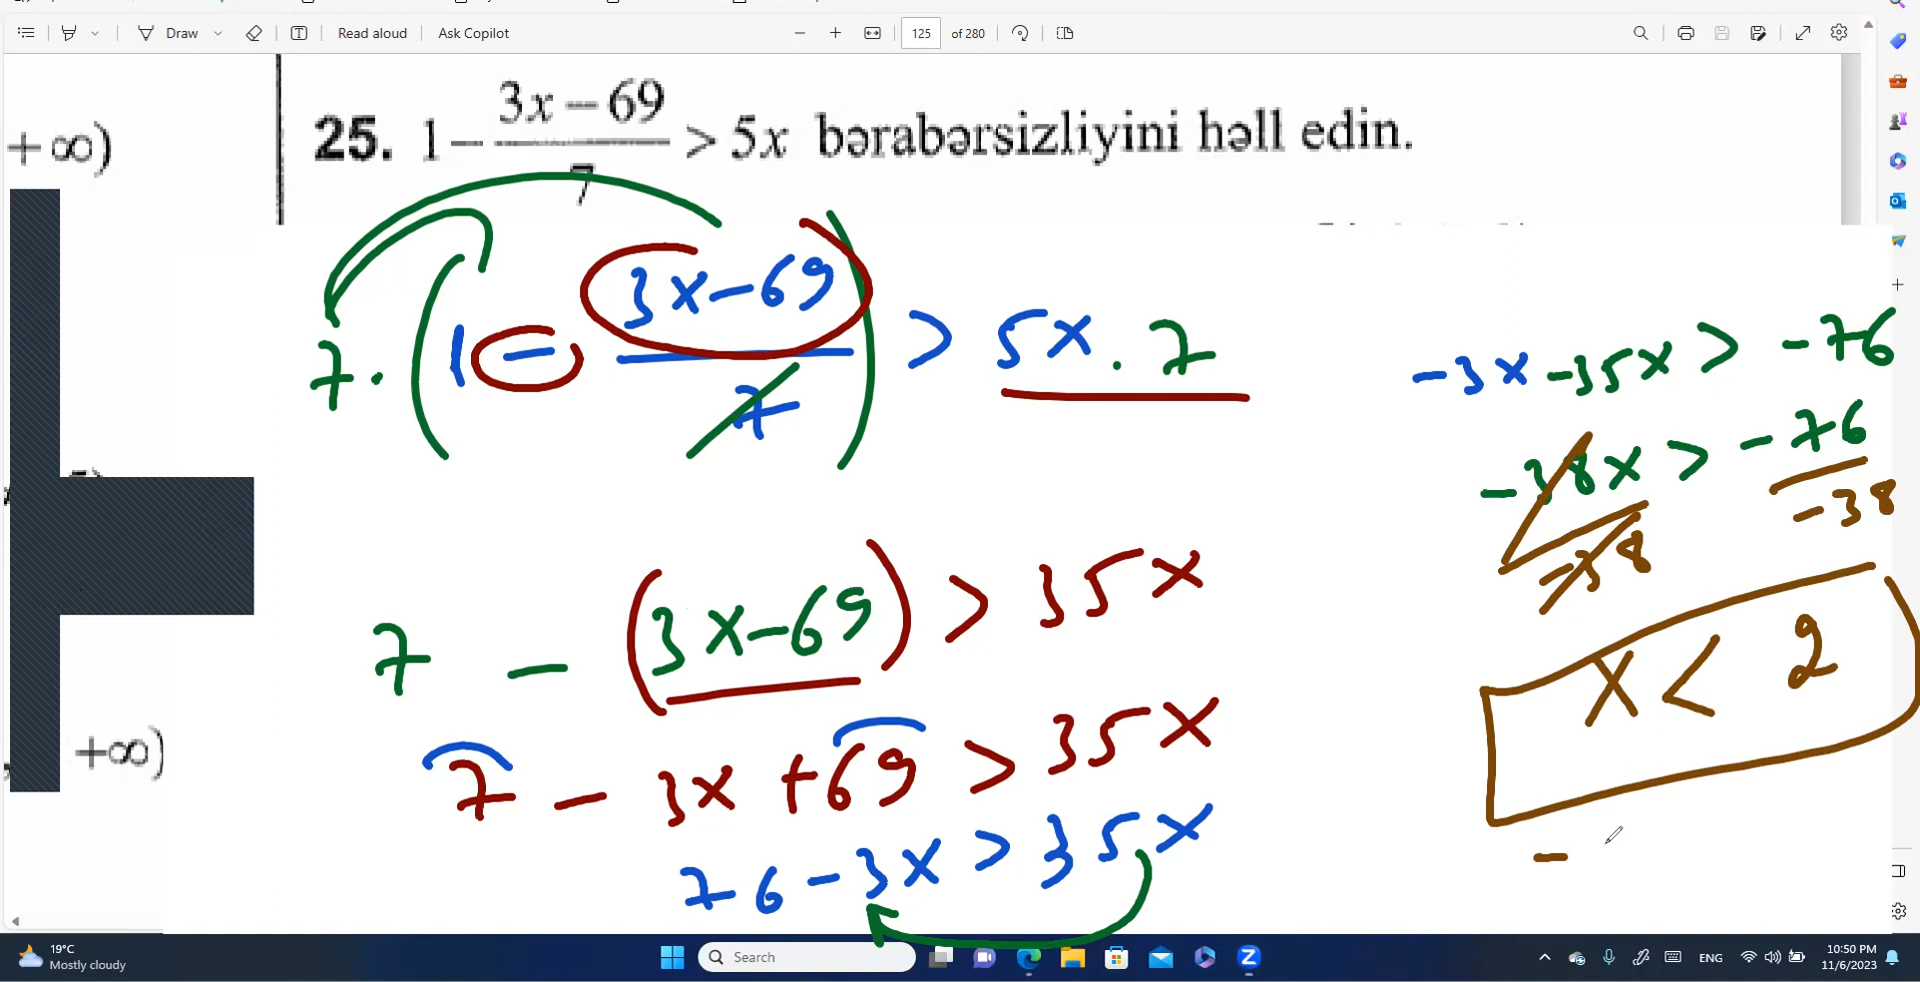 Draw
Read aloud
Ask Copilot
125
of 280
+∞)
25. 1 - (3x - 69)/7 > 5x bərabərsizliyini həll edin.
7 · (1 - (3x - 69)/7) > 5x · 7
7 - (3x - 69) > 35x
7 - 3x + 69 > 35x
76 - 3x > 35x
-3x - 35x > -76
-38x > -76
-38 -38
x < 2
-
+∞)
19°C
Mostly cloudy
Search
ENG
10:50 PM
11/6/2023